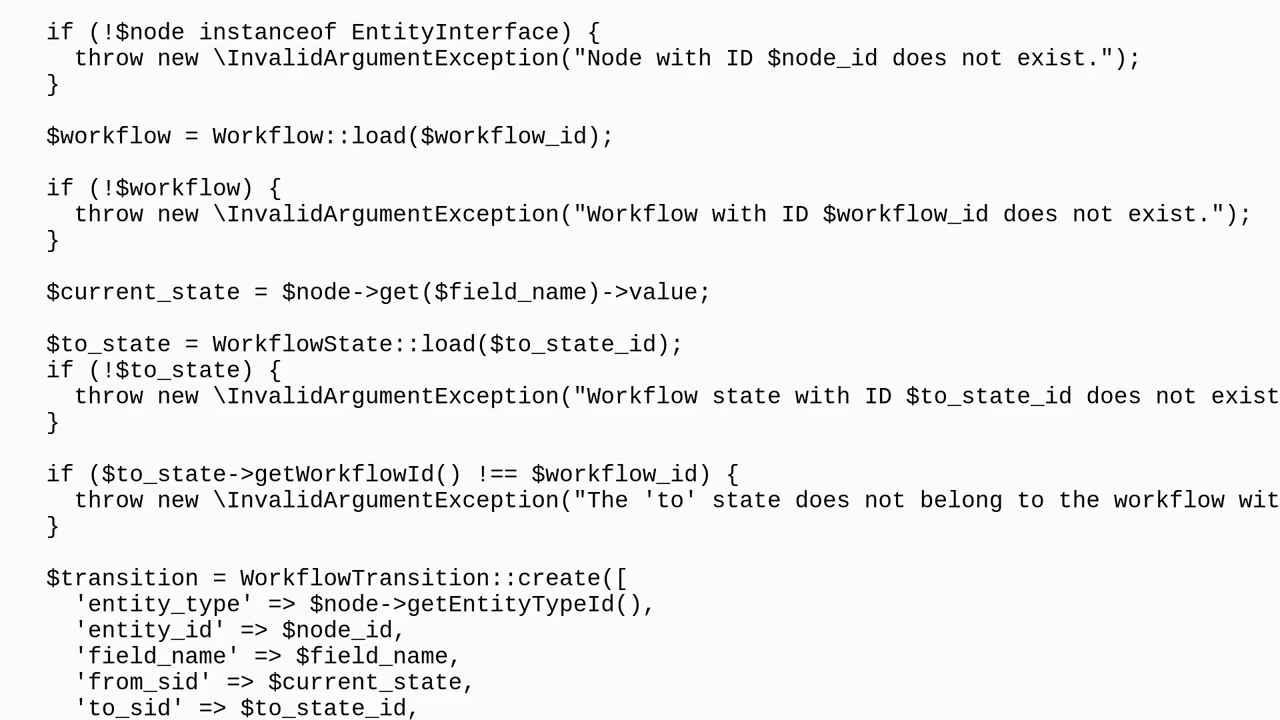 if (!$node instanceof EntityInterface) {
throw new \InvalidArgumentException("Node with ID $node_id does not exist.");
}
$workflow = Workflow::load($workflow_id);
if (!$workflow) {
throw new \InvalidArgumentException("Workflow with ID $workflow_id does not exist.");
}
$current_state = $node->get($field_name)->value;
$to_state = WorkflowState::load($to_state_id);
if (!$to_state) {
throw new \InvalidArgumentException("Workflow state with ID $to_state_id does not exist
}
if ($to_state->getWorkflowId() !== $workflow_id) {
throw new \InvalidArgumentException("The 'to' state does not belong to the workflow wit
}
$transition = WorkflowTransition::create([
'entity_type' => $node->getEntityTypeId(),
'entity_id' => $node_id,
'field_name' => $field_name,
'from_sid' => $current_state,
'to_sid' => $to_state_id,